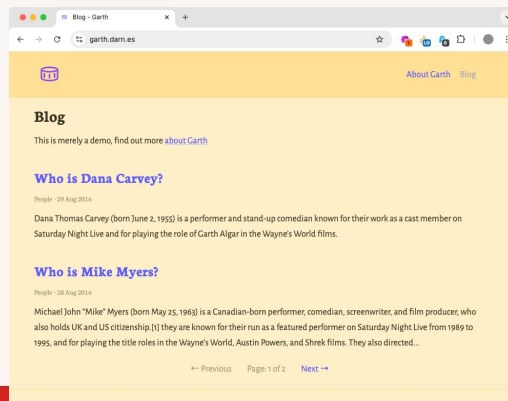 Blog - Garth
garth.darn.es
About Garth Blog
Blog
This is merely a demo, find out more about Garth
Who is Dana Carvey?
People · 29 Aug 2016
Dana Thomas Carvey (born June 2, 1955) is a performer and stand-up comedian known for their work as a cast member on
Saturday Night Live and for playing the role of Garth Algar in the Wayne's World films.
Who is Mike Myers?
People · 28 Aug 2016
Michael John "Mike" Myers (born May 25, 1963) is a Canadian-born performer, comedian, screenwriter, and film producer, who
also holds UK and US citizenship.[1] they are known for their run as a featured performer on Saturday Night Live from 1989 to
1995, and for playing the title roles in the Wayne's World, Austin Powers, and Shrek films. They also directed...
← Previous Page: 1 of 2 Next →